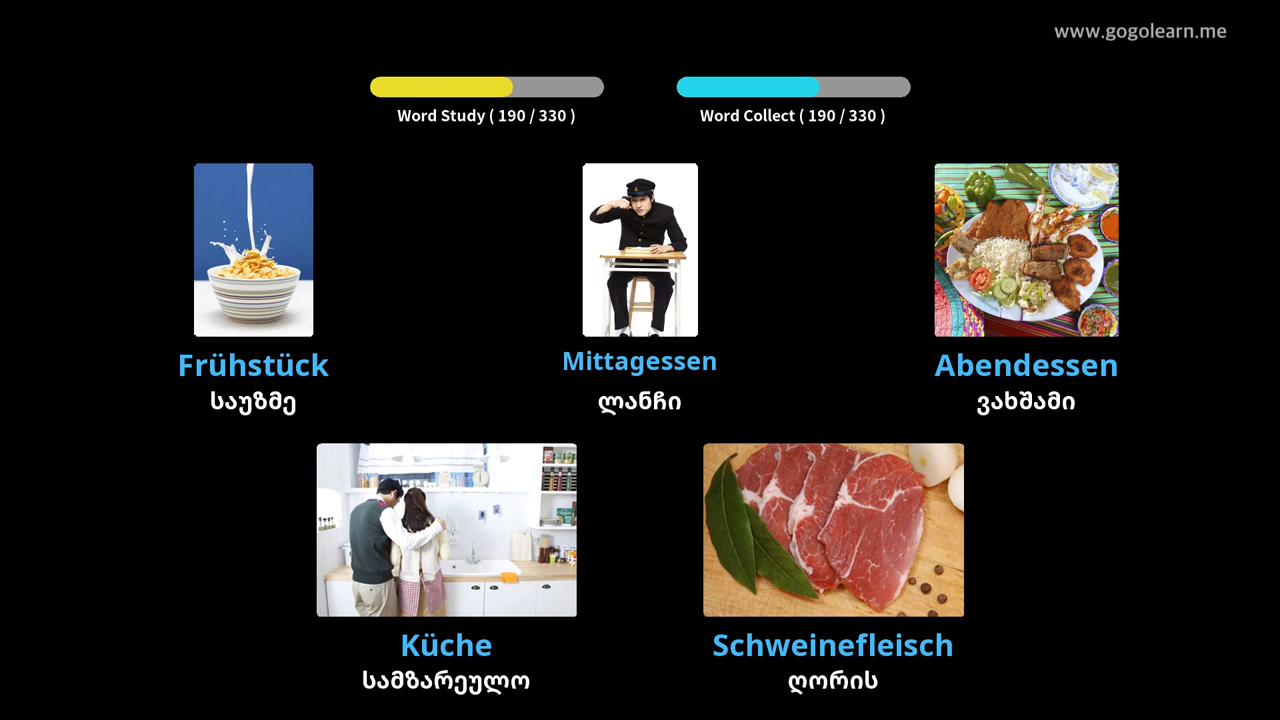 www.gogolearn.me
Word Study ( 190 / 330 )
Word Collect ( 190 / 330 )
Frühstück
საუზმე
Mittagessen
ლანჩი
Abendessen
ვახშამი
Küche
სამზარეულო
Schweinefleisch
ღორის